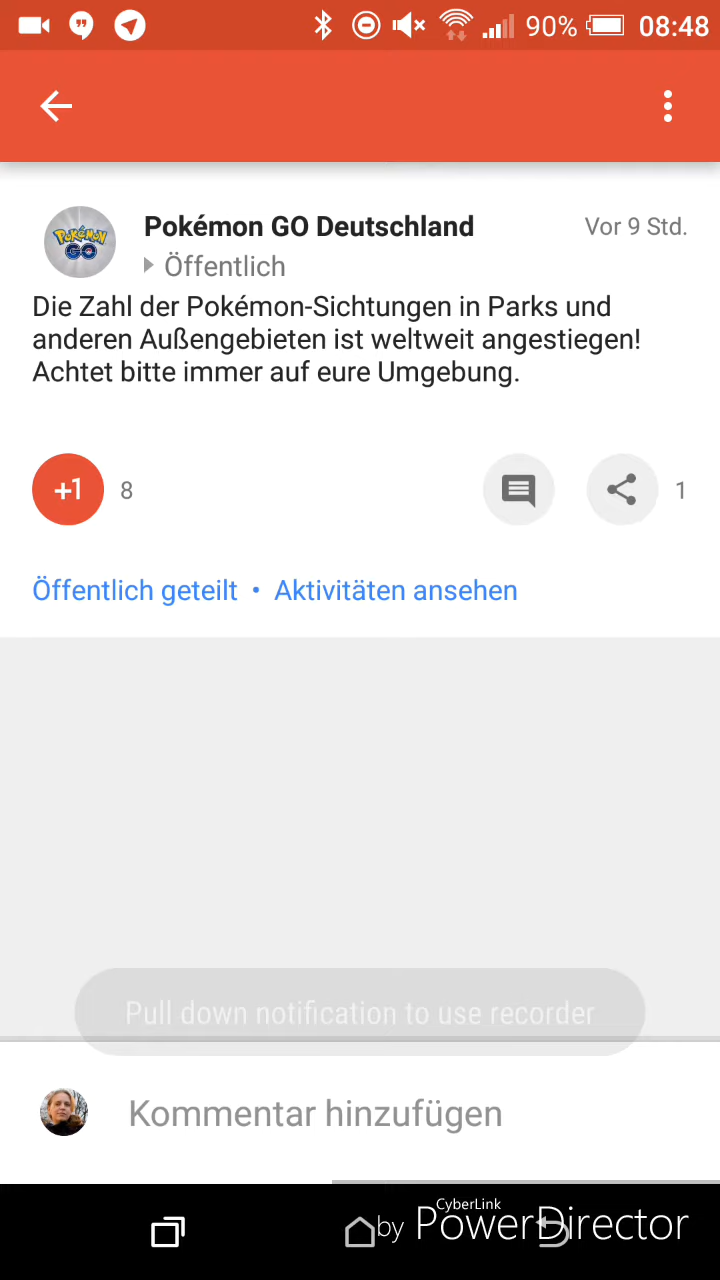 90% 08:48
POKÉMON GO
Pokémon GO Deutschland
Vor 9 Std.
Öffentlich
Die Zahl der Pokémon-Sichtungen in Parks und
anderen Außengebieten ist weltweit angestiegen!
Achtet bitte immer auf eure Umgebung.
+1 8 1
Öffentlich geteilt • Aktivitäten ansehen
Pull down notification to use recorder
Kommentar hinzufügen
CyberLink
by PowerDirector